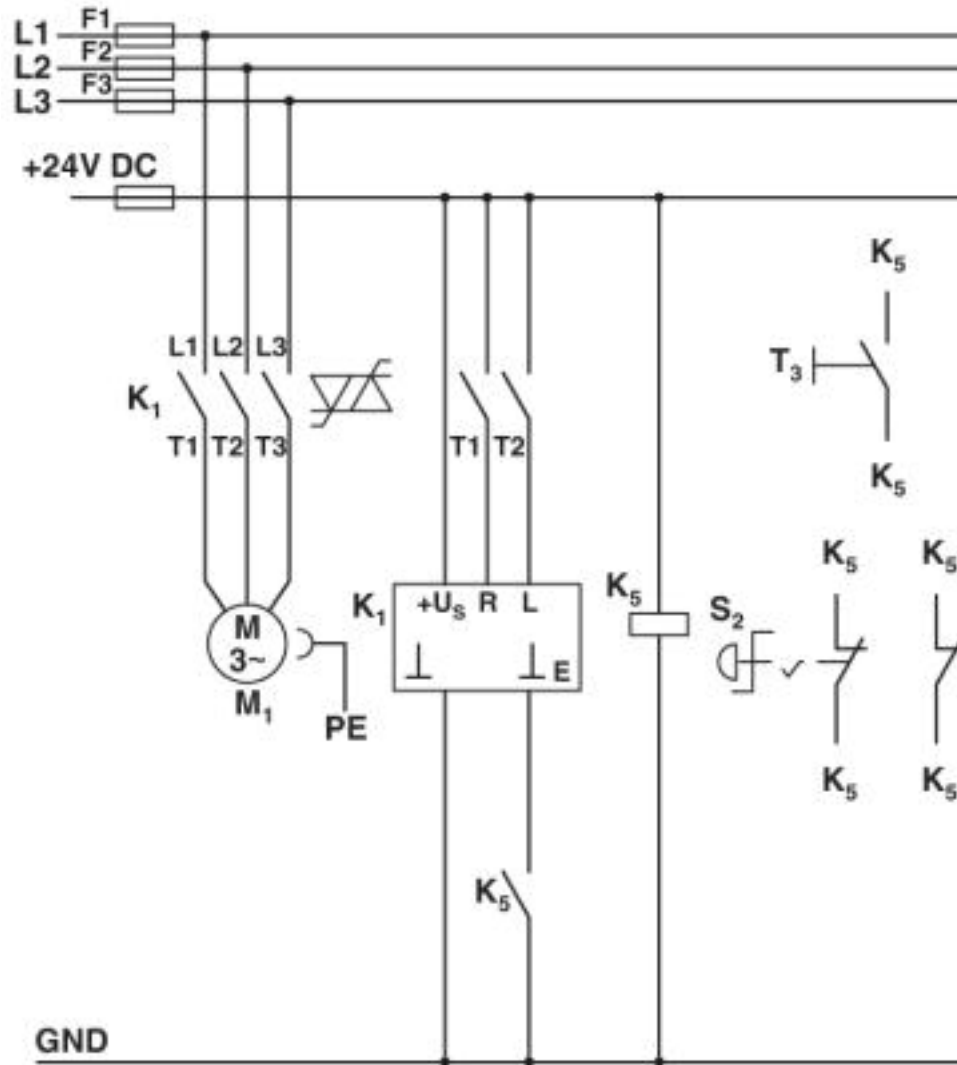 F1
L1
F2
L2
F3
L3
+24V DC
K5
L1 L2 L3
T3
K1
T1 T2 T3
T1 T2
K5
K5 K5
K1 +US R L
K5
S2
M
3~
E
M1
PE
K5 K5
K5
GND